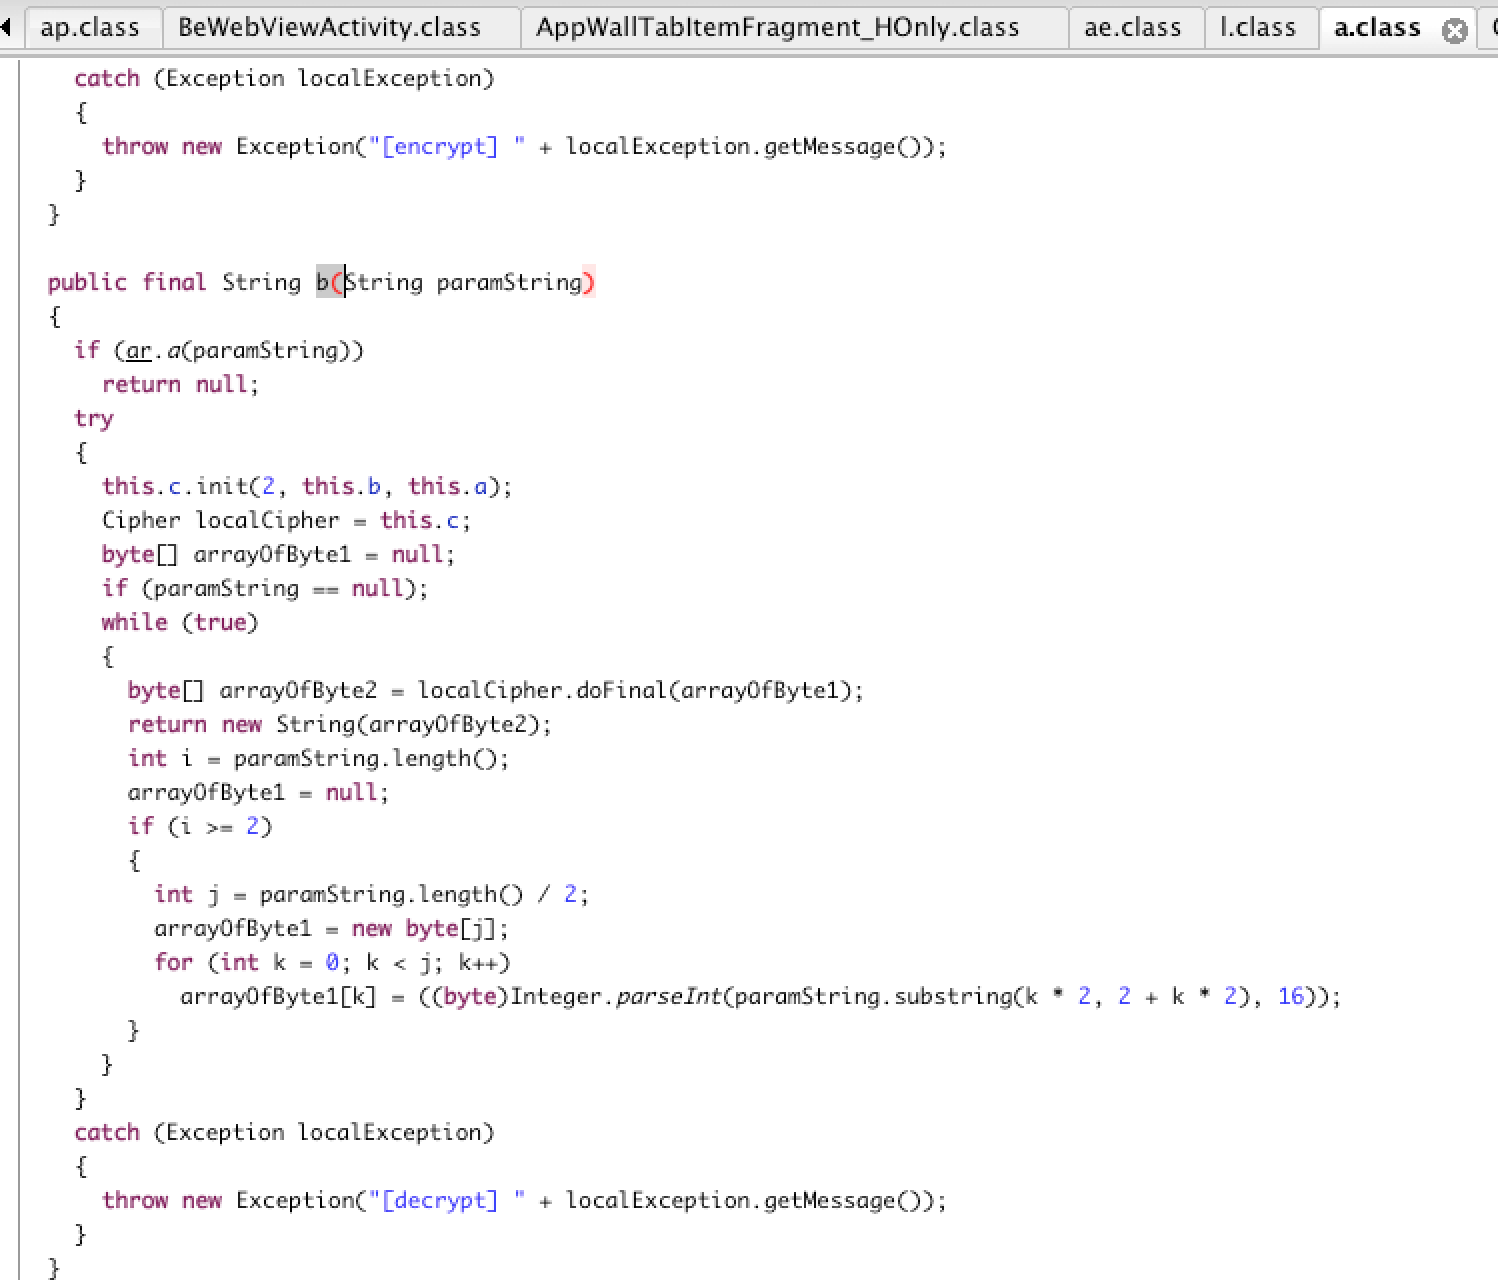 ap.class BeWebViewActivity.class AppWallTabItemFragment_HOnly.class ae.class l.class a.class
catch (Exception localException)
{
throw new Exception("[encrypt] " + localException.getMessage());
}
}
public final String b(String paramString)
{
if (ar.a(paramString))
return null;
try
{
this.c.init(2, this.b, this.a);
Cipher localCipher = this.c;
byte[] arrayOfByte1 = null;
if (paramString == null);
while (true)
{
byte[] arrayOfByte2 = localCipher.doFinal(arrayOfByte1);
return new String(arrayOfByte2);
int i = paramString.length();
arrayOfByte1 = null;
if (i >= 2)
{
int j = paramString.length() / 2;
arrayOfByte1 = new byte[j];
for (int k = 0; k < j; k++)
arrayOfByte1[k] = ((byte)Integer.parseInt(paramString.substring(k * 2, 2 + k * 2), 16));
}
}
}
catch (Exception localException)
{
throw new Exception("[decrypt] " + localException.getMessage());
}
}